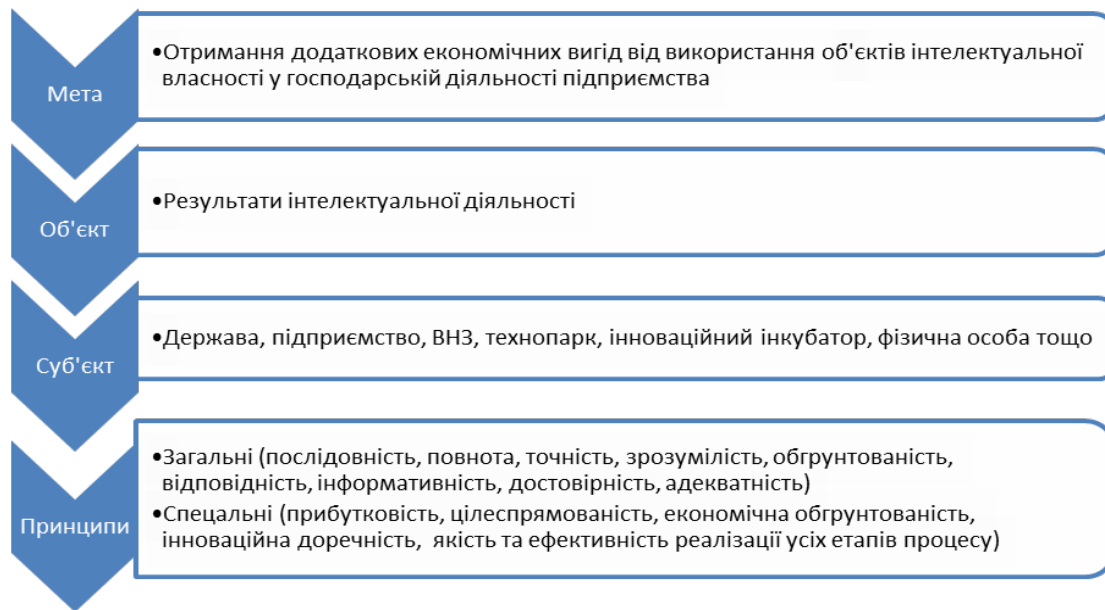 Мета
•Отримання додаткових економічних вигід від використання об'єктів інтелектуальної
власності у господарській діяльності підприємства
Об'єкт
•Результати інтелектуальної діяльності
Суб'єкт
•Держава, підприємство, ВНЗ, технопарк, інноваційний інкубатор, фізична особа тощо
Принципи
•Загальні (послідовність, повнота, точність, зрозумілість, обгрунтованість,
відповідність, інформативність, достовірність, адекватність)
•Спецальні (прибутковість, цілеспрямованість, економічна обгрунтованість,
інноваційна доречність, якість та ефективність реалізації усіх етапів процесу)